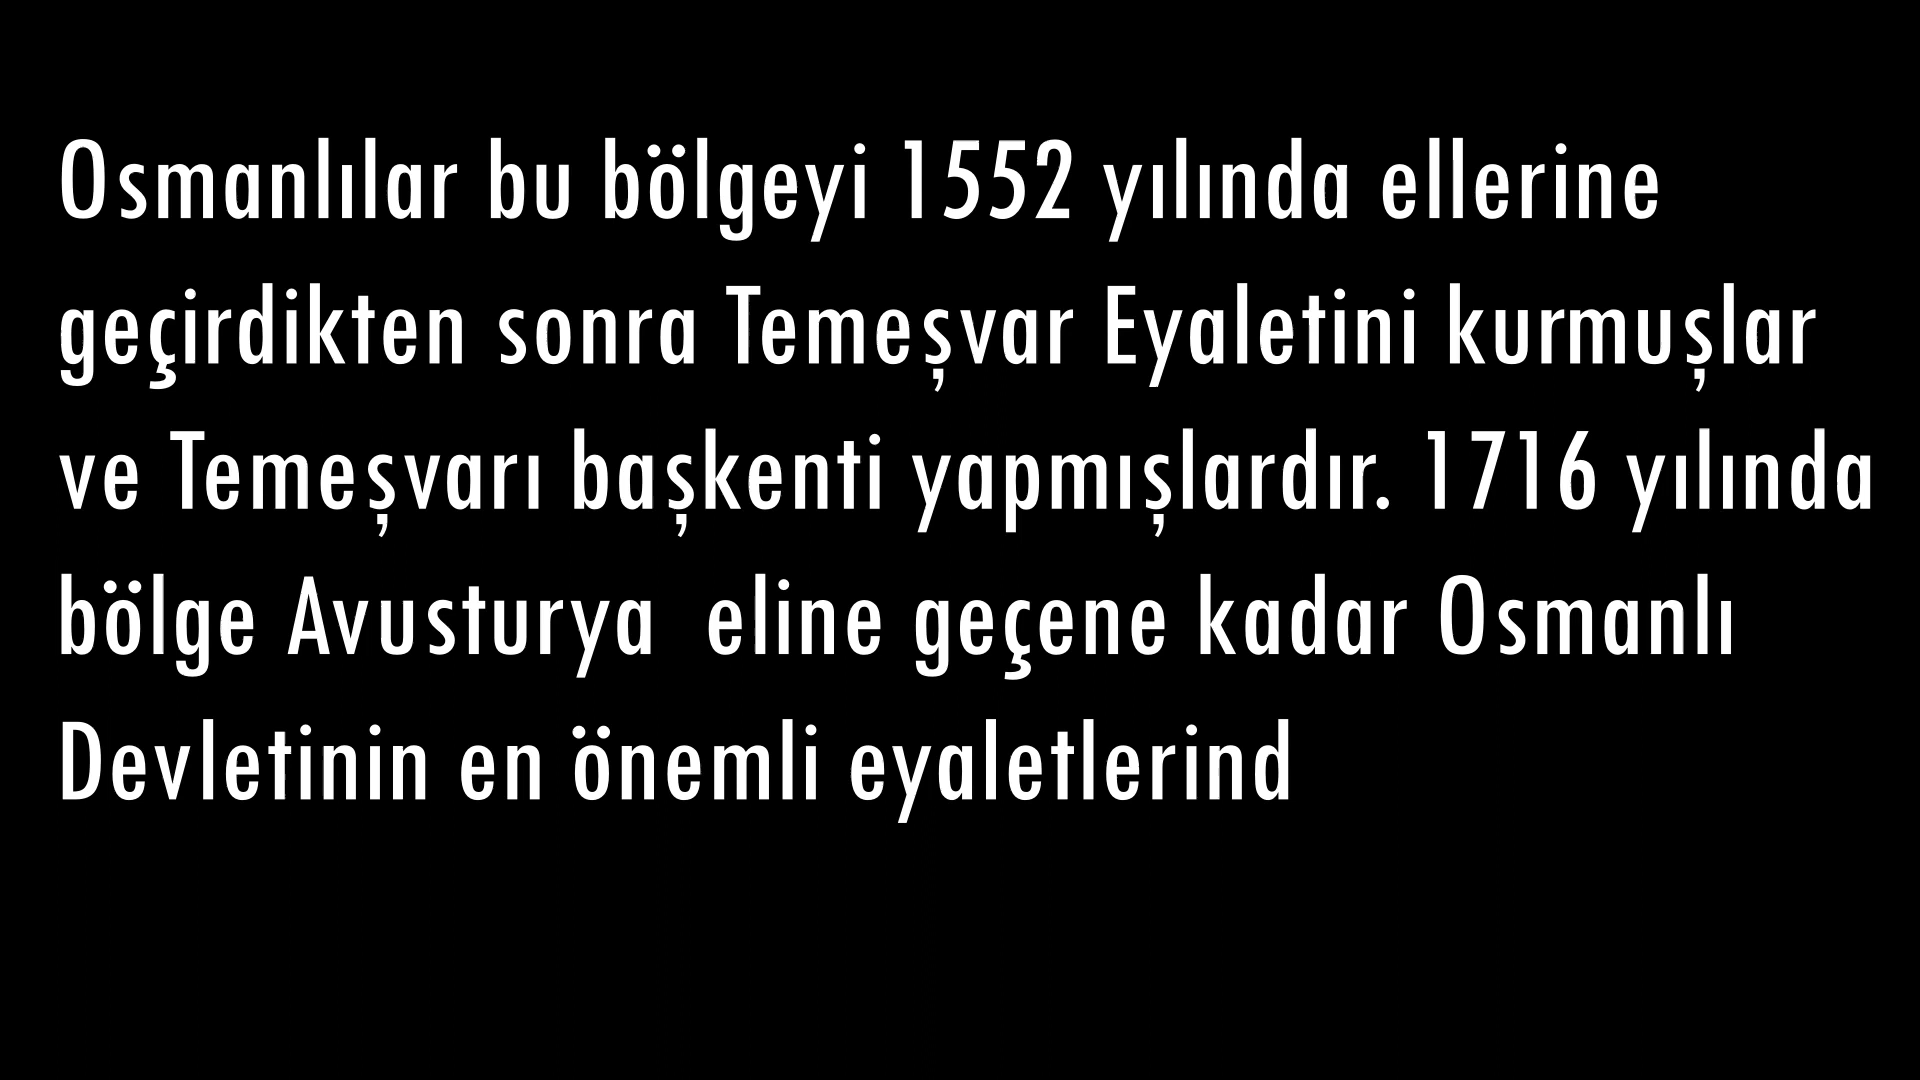 Osmanlılar bu bölgeyi 1552 yılında ellerine
geçirdikten sonra Temeşvar Eyaletini kurmuşlar
ve Temeşvarı başkenti yapmışlardır. 1716 yılında
bölge Avusturya  eline geçene kadar Osmanlı
Devletinin en önemli eyaletlerind